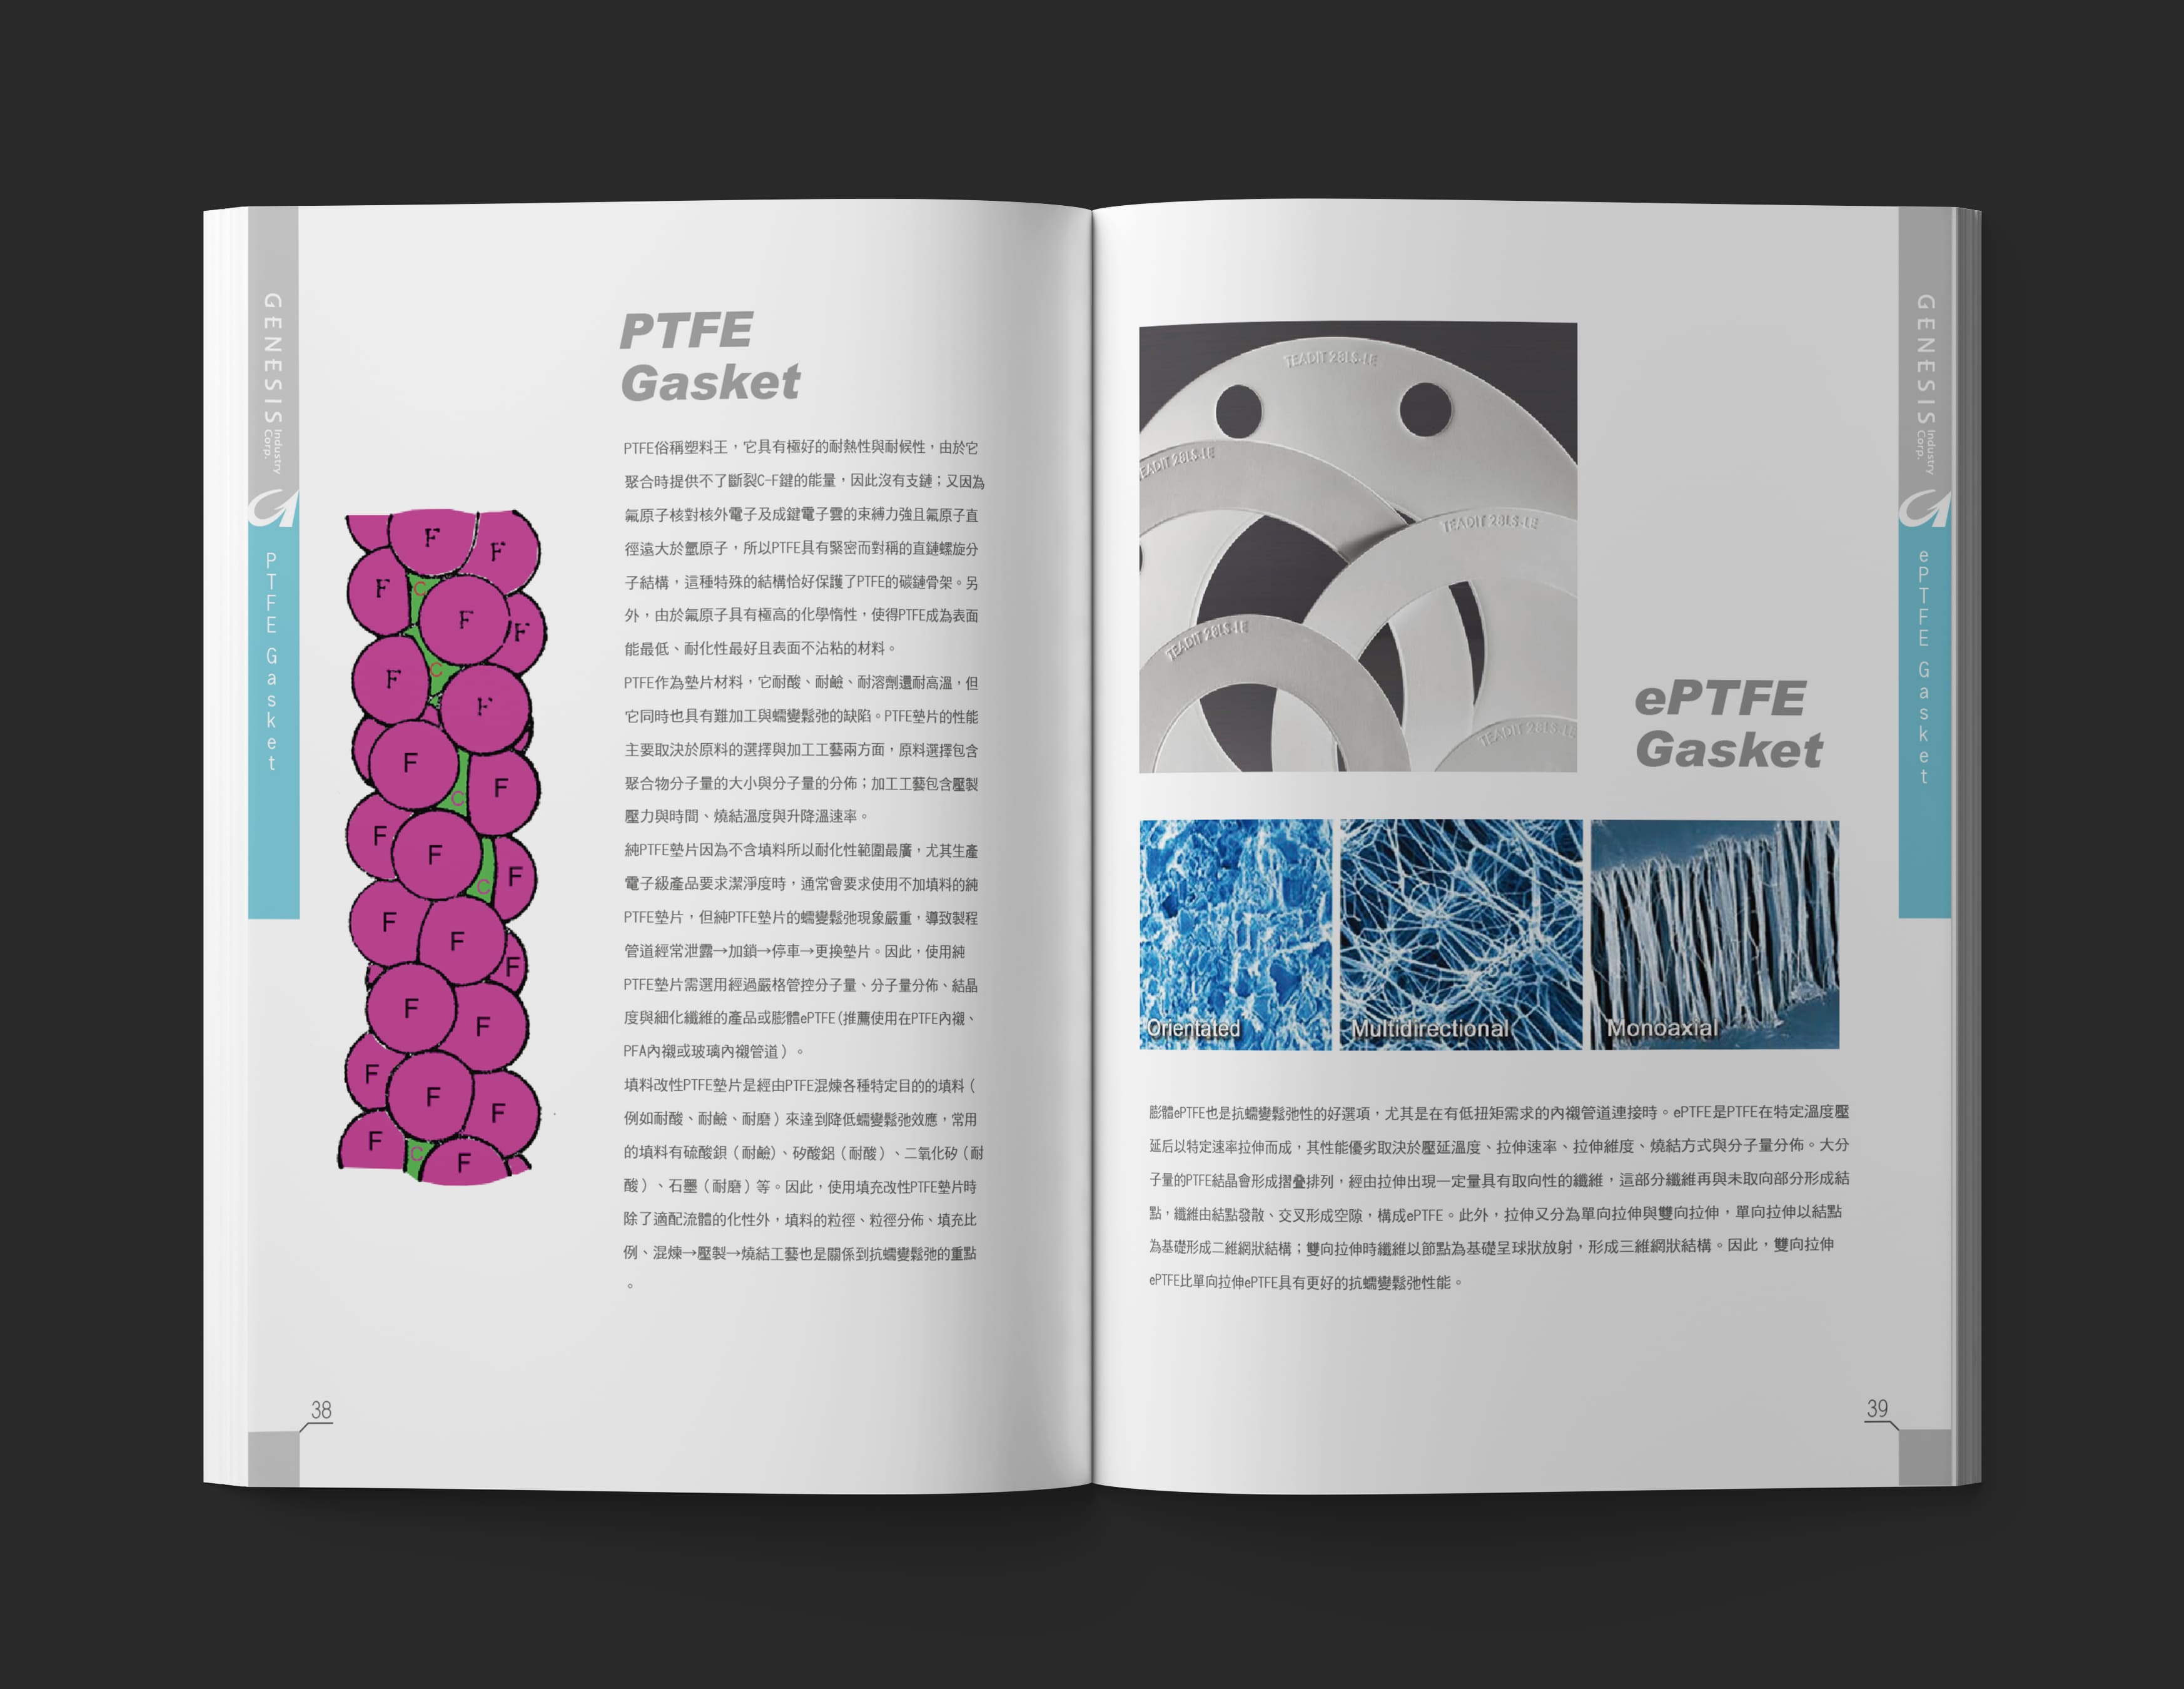 GENESIS Industry Corp.
PTFE Gasket
PTFE
Gasket
PTFE俗稱塑料王，它具有極好的耐熱性與耐候性，由於它
聚合時提供不了斷裂C-F鍵的能量，因此沒有支鏈；又因為
氟原子核對核外電子及成鍵電子雲的束縛力強且氟原子直
徑遠大於氫原子，所以PTFE具有緊密而對稱的直鏈螺旋分
子結構，這種特殊的結構恰好保護了PTFE的碳鏈骨架。另
外，由於氟原子具有極高的化學惰性，使得PTFE成為表面
能最低、耐化性最好且表面不沾粘的材料。
PTFE作為墊片材料，它耐酸、耐鹼、耐溶劑還耐高溫，但
它同時也具有難加工與蠕變鬆弛的缺陷。PTFE墊片的性能
主要取決於原料的選擇與加工工藝兩方面，原料選擇包含
聚合物分子量的大小與分子量的分佈；加工工藝包含壓製
壓力與時間、燒結溫度與升降溫速率。
純PTFE墊片因為不含填料所以耐化性範圍最廣，尤其生產
電子級產品要求潔淨度時，通常會要求使用不加填料的純
PTFE墊片，但純PTFE墊片的蠕變鬆弛現象嚴重，導致製程
管道經常泄露→加鎖→停車→更換墊片。因此，使用純
PTFE墊片需選用經過嚴格管控分子量、分子量分佈、結晶
度與細化纖維的產品或膨體ePTFE(推薦使用在PTFE內襯、
PFA內襯或玻璃內襯管道）。
填料改性PTFE墊片是經由PTFE混煉各種特定目的的填料（
例如耐酸、耐鹼、耐磨）來達到降低蠕變鬆弛效應，常用
的填料有硫酸鋇（耐鹼)、矽酸鋁（耐酸）、二氧化矽（耐
酸）、石墨（耐磨）等。因此，使用填充改性PTFE墊片時
除了適配流體的化性外，填料的粒徑、粒徑分佈、填充比
例、混煉→壓製→燒結工藝也是關係到抗蠕變鬆弛的重點
。
F
F
F
C
F
F
C
F
F
F
C
F
F
F
C
F
F
F
F
F
F
F
F
F
F
C
F
38
TEADIT 28LS-LE
EADIT 28LS-LE
TEADIT 28LS-LE
TEADIT 28LS-LE
TEADIT 28LS-LE
ePTFE
Gasket
Orientated
Multidirectional
Monoaxial
膨體ePTFE也是抗蠕變鬆弛性的好選項，尤其是在有低扭矩需求的內襯管道連接時。ePTFE是PTFE在特定溫度壓
延后以特定速率拉伸而成，其性能優劣取決於壓延溫度、拉伸速率、拉伸維度、燒結方式與分子量分佈。大分
子量的PTFE結晶會形成摺疊排列，經由拉伸出現一定量具有取向性的纖維，這部分纖維再與未取向部分形成結
點，纖維由結點發散、交叉形成空隙，構成ePTFE。此外，拉伸又分為單向拉伸與雙向拉伸，單向拉伸以結點
為基礎形成二維網狀結構；雙向拉伸時纖維以節點為基礎呈球狀放射，形成三維網狀結構。因此，雙向拉伸
ePTFE比單向拉伸ePTFE具有更好的抗蠕變鬆弛性能。
GENESIS Industry Corp.
ePTFE Gasket
39